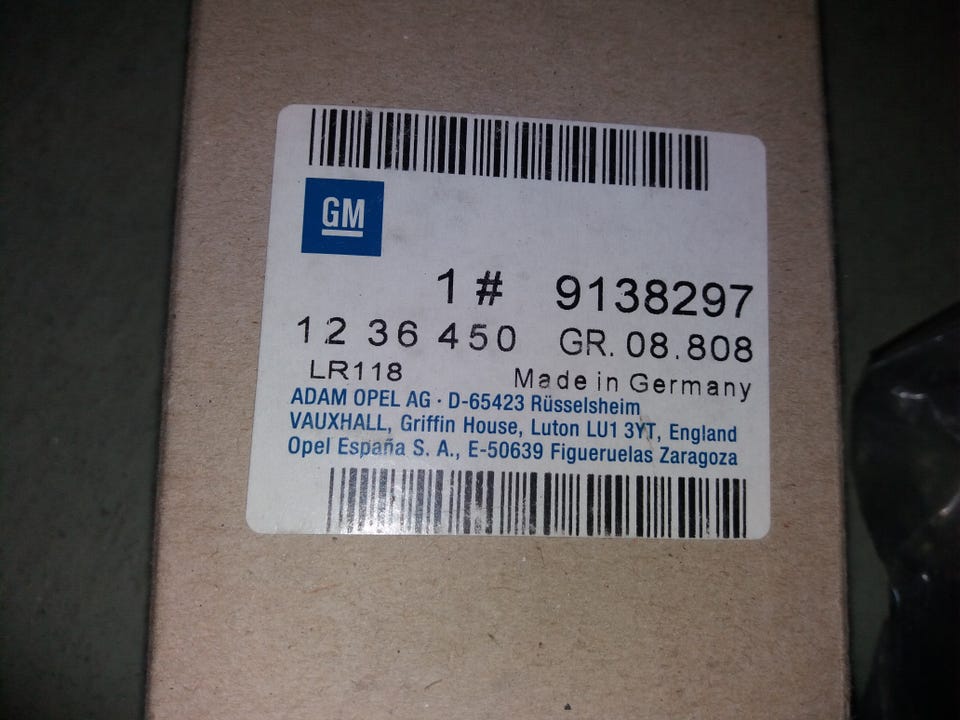 GM
1 # 9138297
12 36 450 GR. 08.808
LR118 Made in Germany
ADAM OPEL AG · D-65423 Rüsselsheim
VAUXHALL, Griffin House, Luton LU1 3YT, England
Opel España S. A., E-50639 Figueruelas Zaragoza